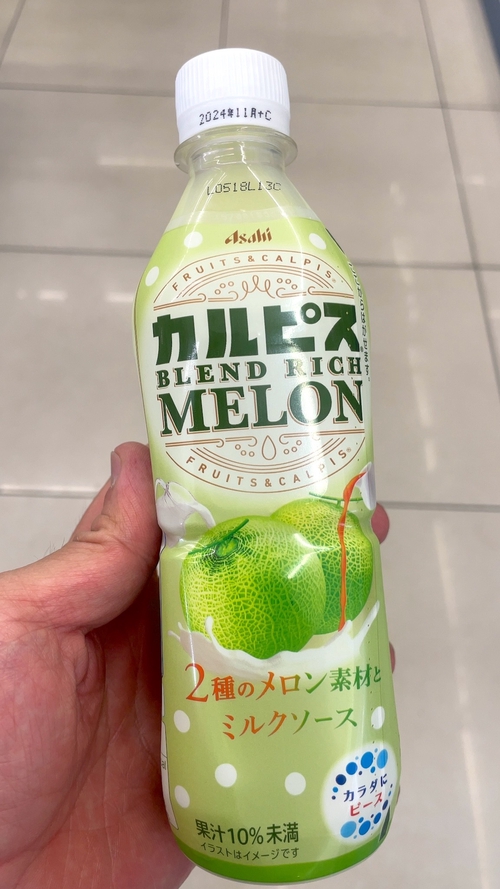 2024年11月+C
L0518L13C
Asahi
FRUITS&CALPIS
カルピス
BLEND RICH
MELON
FRUITS&CALPIS
2種のメロン素材と
ミルクソース
カラダに
ピース
果汁10%未満
イラストはイメージです